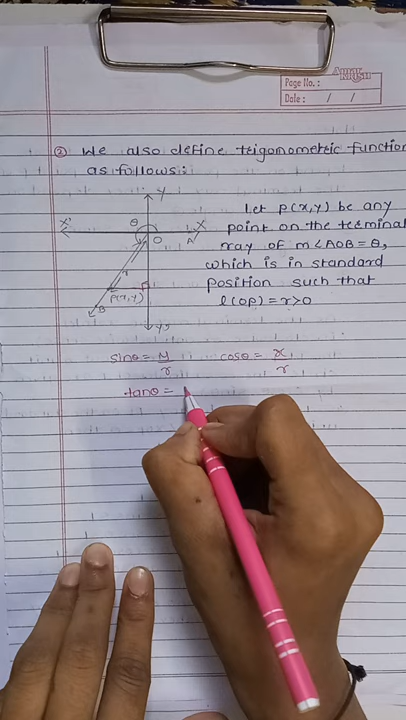 Page No. :
Date : / /
② We also define trigonometric function
as follows:
Y
X' θ X
O A
r
P(x,y)
B
let P(x,y) be any
point on the terminal
ray of m∠AOB = θ,
which is in standard
position such that
l(OP) = r>0
sinθ = y/r cosθ = x/r
tanθ =